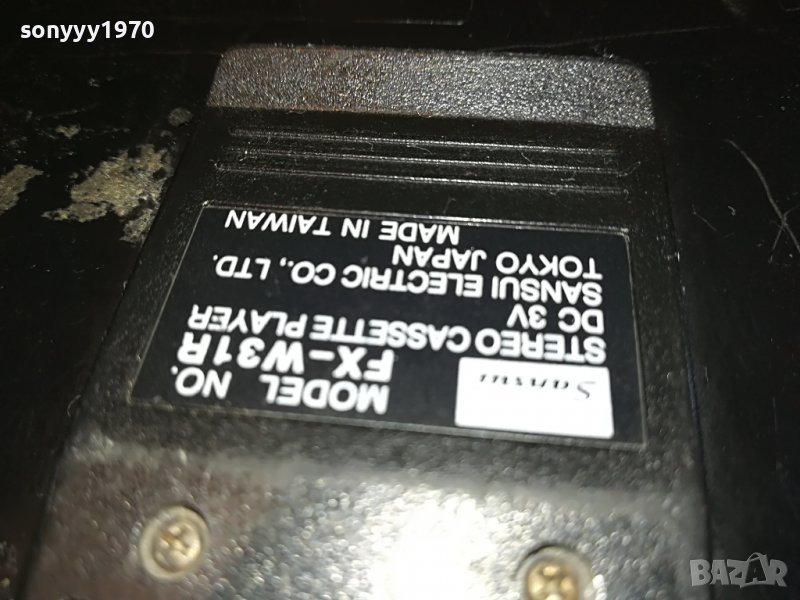 sonyyy1970
Sansui
MODEL NO.
FX-W31R
STEREO CASSETTE PLAYER
DC 3V
SANSUI ELECTRIC CO., LTD.
TOKYO JAPAN
MADE IN TAIWAN
BAZAR